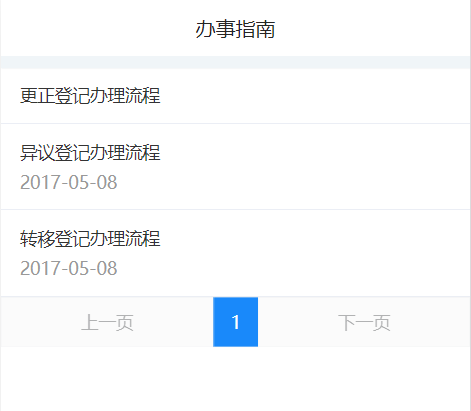 办事指南
更正登记办理流程
异议登记办理流程
2017-05-08
转移登记办理流程
2017-05-08
上一页 1 下一页